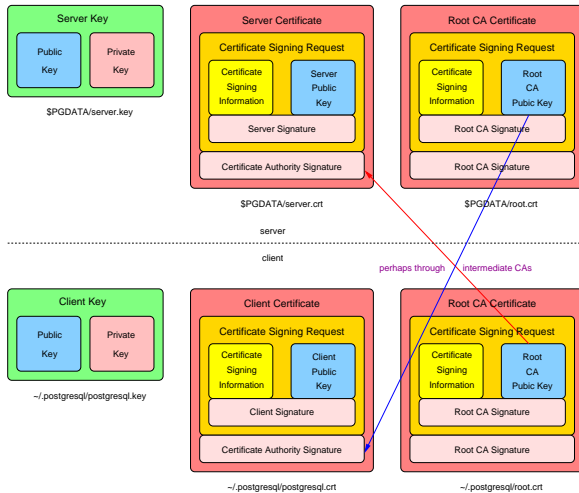 Server Key
Public
Key
Private
Key
$PGDATA/server.key
Server Certificate
Certificate Signing Request
Certificate
Signing
Information
Server
Public
Key
Server Signature
Certificate Authority Signature
$PGDATA/server.crt
Root CA Certificate
Certificate Signing Request
Certificate
Signing
Information
Root
CA
Pubic Key
Root CA Signature
Root CA Signature
$PGDATA/root.crt
server
client
perhaps through intermediate CAs
Client Key
Public
Key
Private
Key
~/.postgresql/postgresql.key
Client Certificate
Certificate Signing Request
Certificate
Signing
Information
Client
Public
Key
Client Signature
Certificate Authority Signature
~/.postgresql/postgresql.crt
Root CA Certificate
Certificate Signing Request
Certificate
Signing
Information
Root
CA
Pubic Key
Root CA Signature
Root CA Signature
~/.postgresql/root.crt